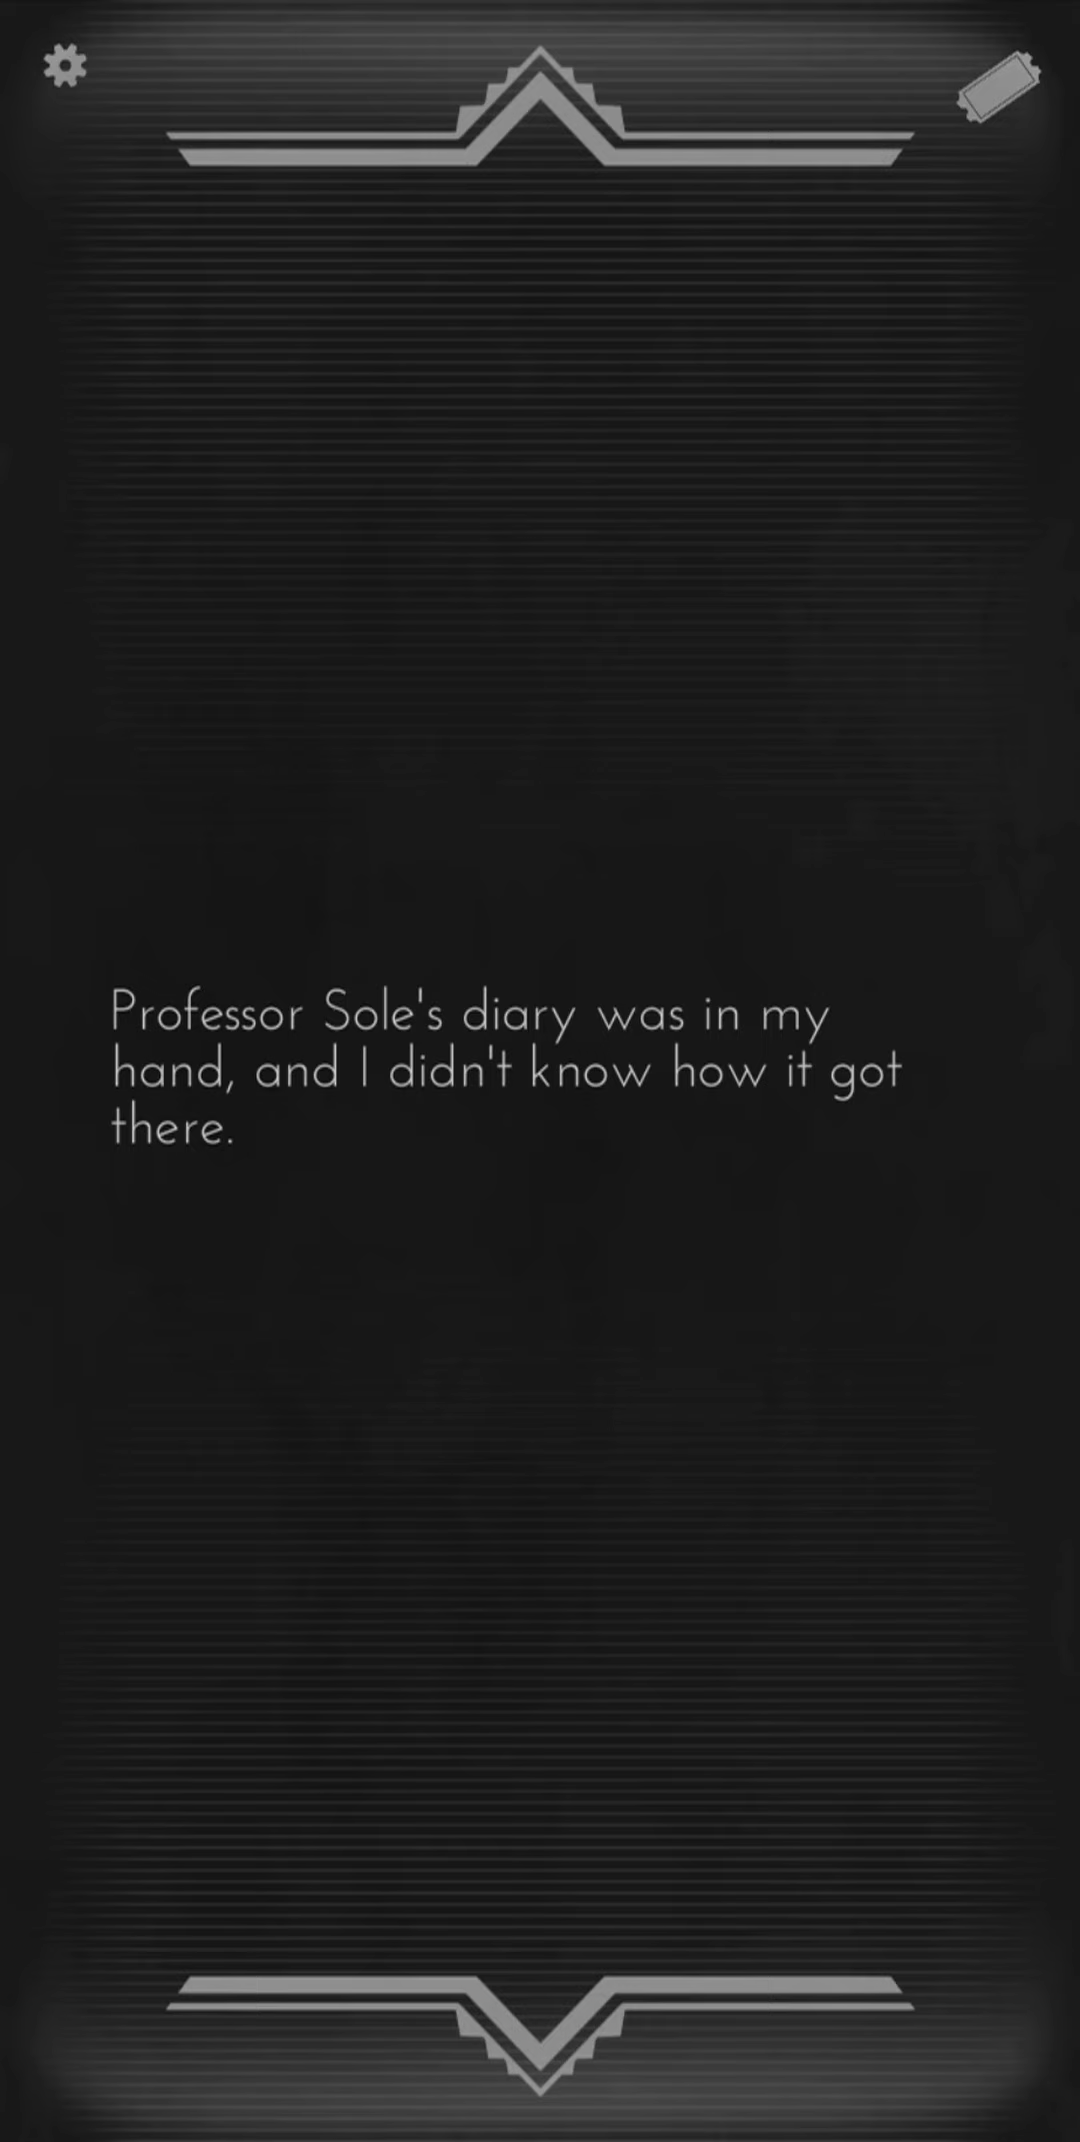 Professor Sole's diary was in my
hand, and I didn't know how it got
there.